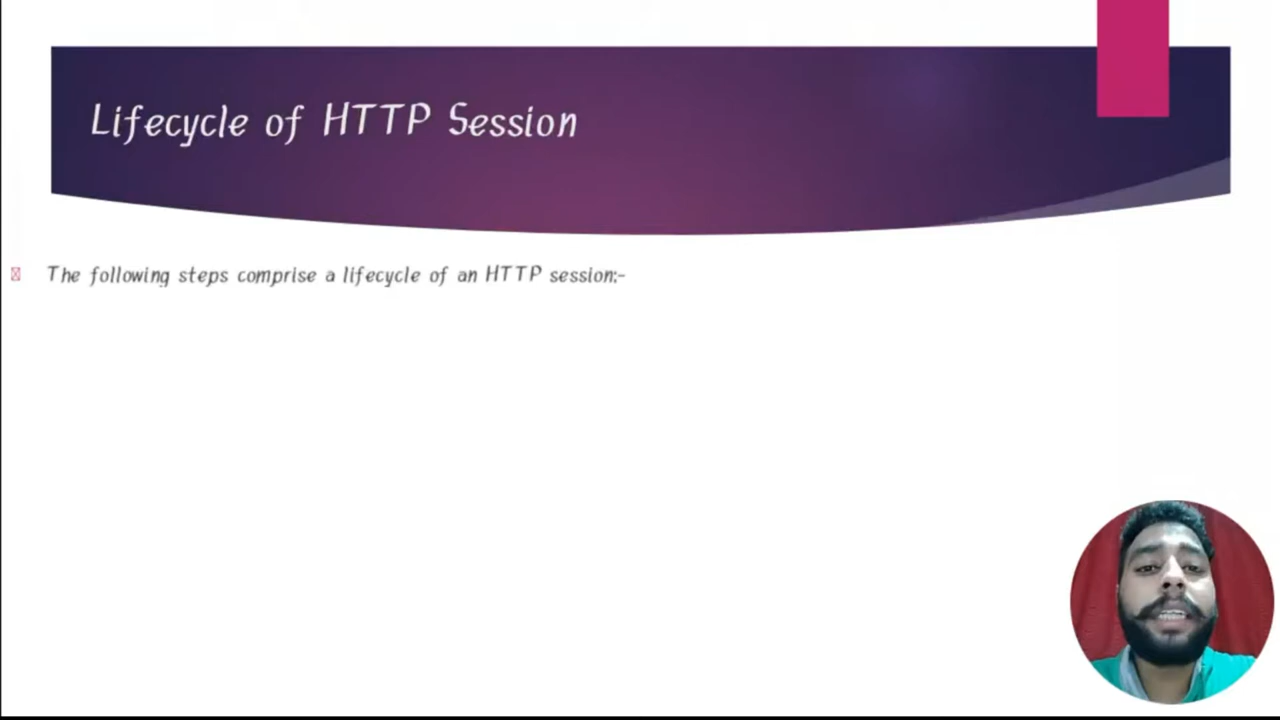 Lifecycle of HTTP Session
The following steps comprise a lifecycle of an HTTP session:-